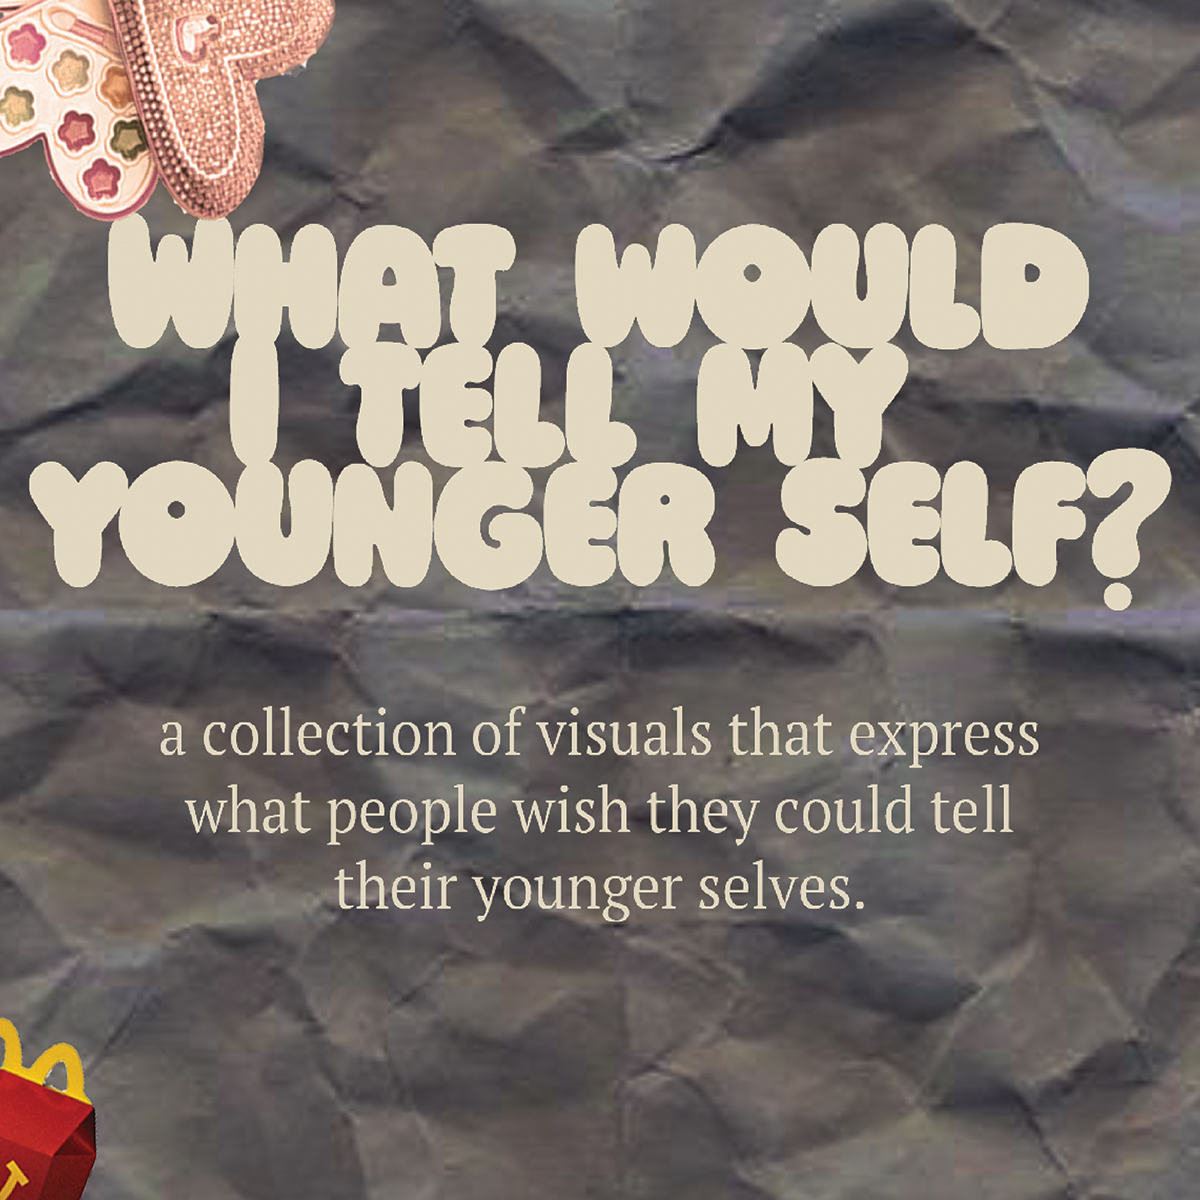 WHAT WOULD
I TELL MY
YOUNGER SELF?
a collection of visuals that express
what people wish they could tell
their younger selves.